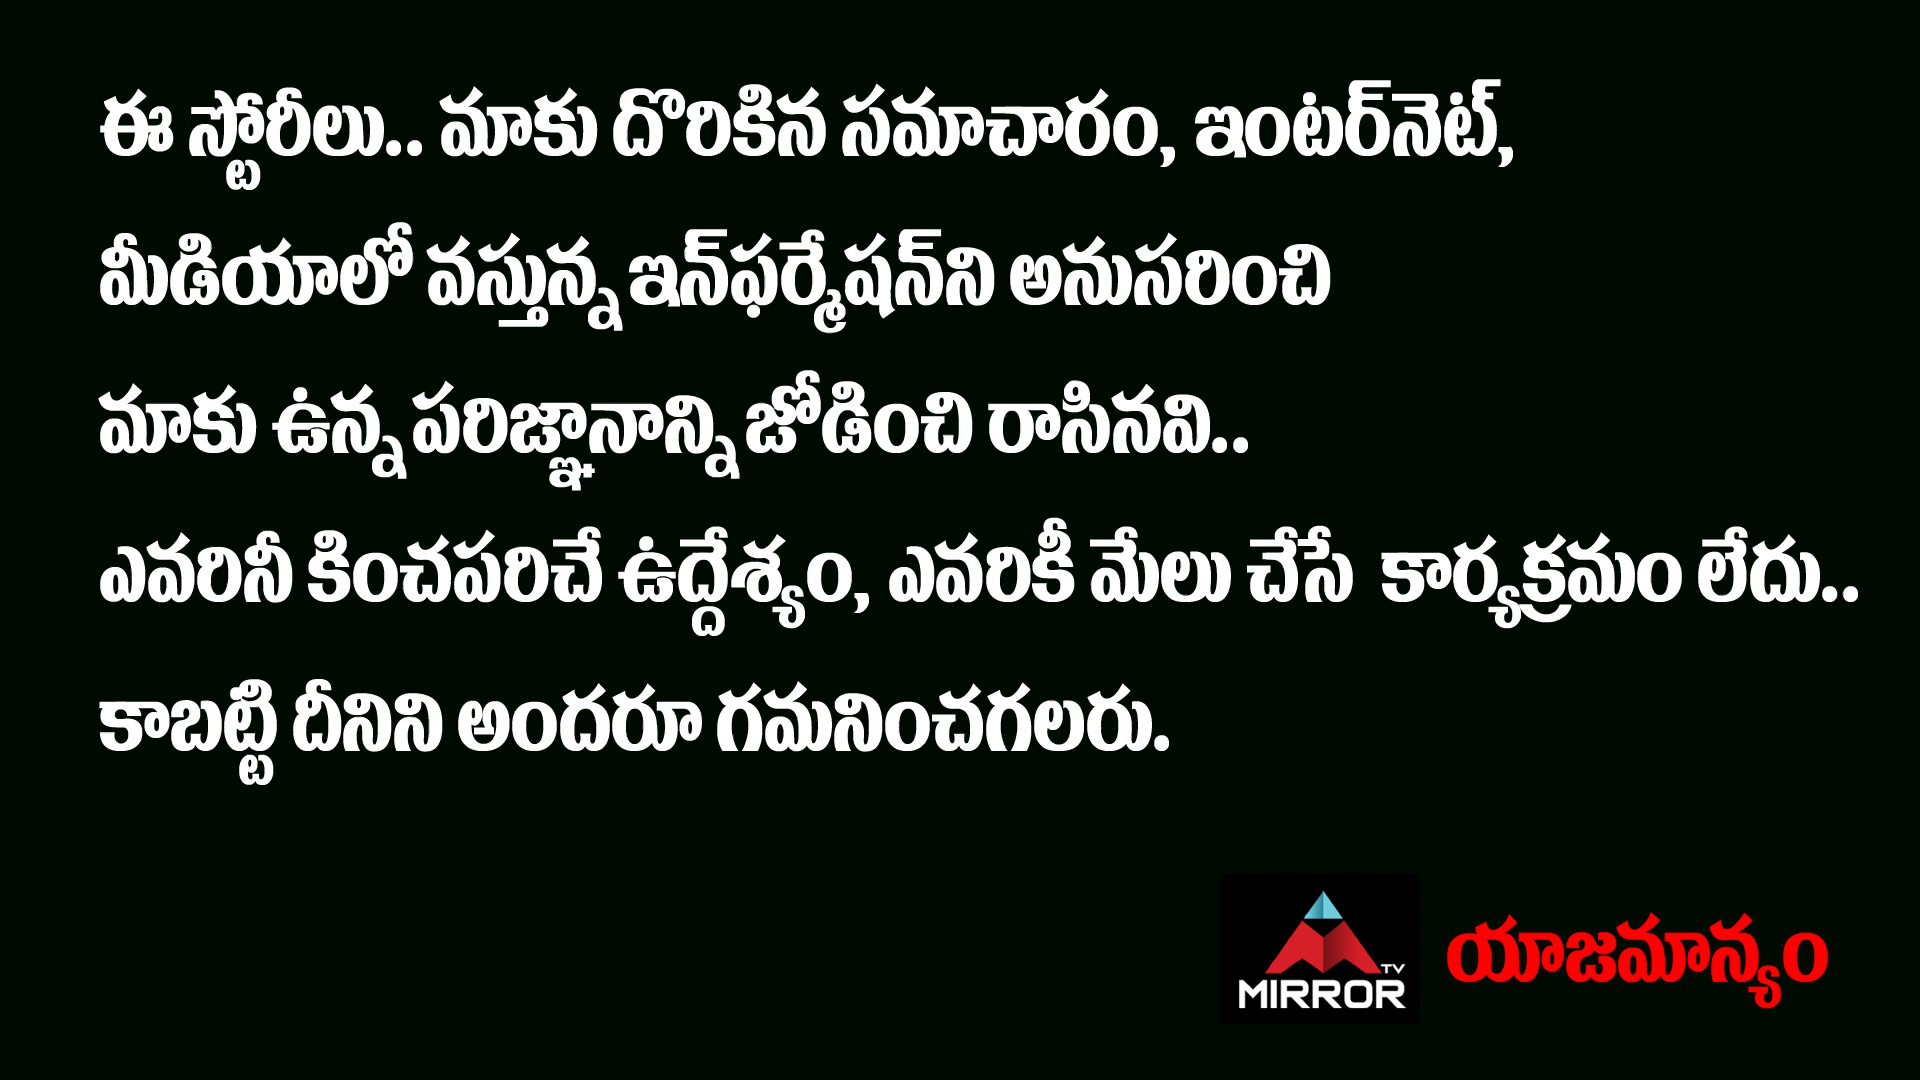 ఈ స్టోరీలు.. మాకు దొరికిన సమాచారం, ఇంటర్‌నెట్,
మీడియాలో వస్తున్న ఇన్‌ఫర్మేషన్‌ని అనుసరించి
మాకు ఉన్న పరిజ్ఞానాన్ని జోడించి రాసినవి..
ఎవరినీ కించపరిచే ఉద్దేశ్యం, ఎవరికీ మేలు చేసే కార్యక్రమం లేదు..
కాబట్టి దీనిని అందరూ గమనించగలరు.
TV
MIRROR
యాజమాన్యం